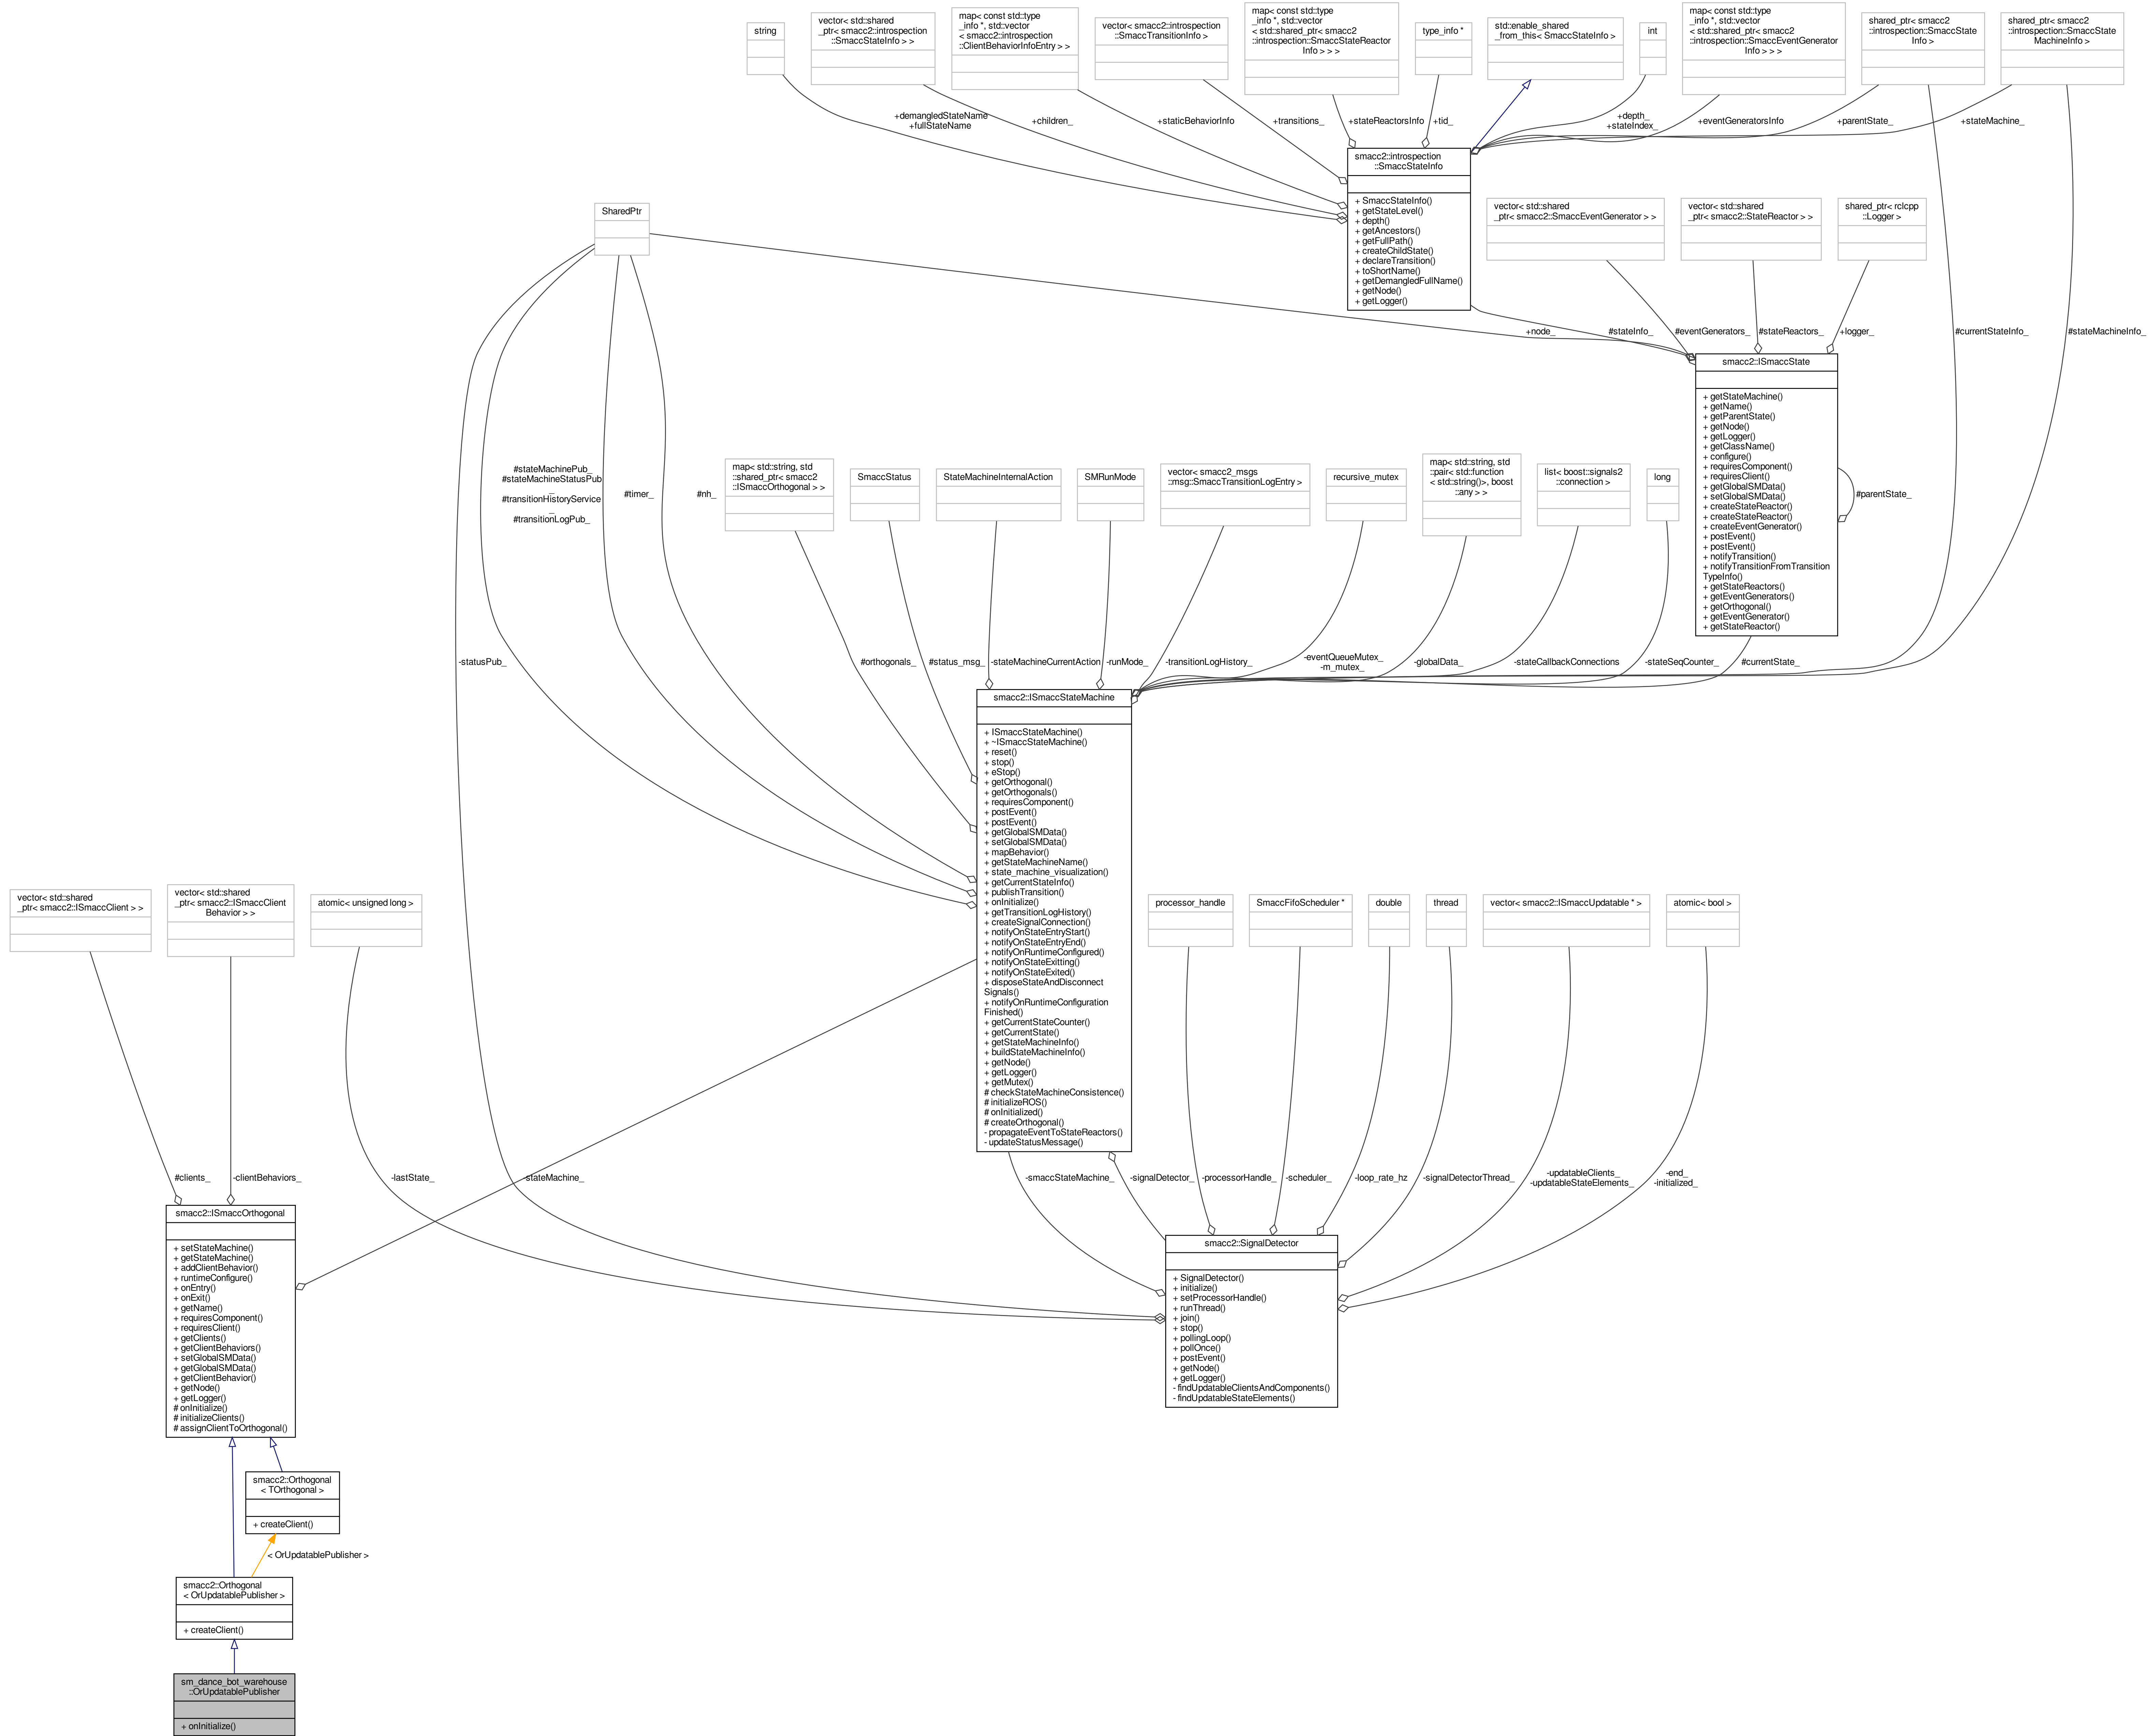 string
vector< std::shared
_ptr< smacc2::introspection
::SmaccStateInfo > >
map< const std::type
_info *, std::vector
< smacc2::introspection
::ClientBehaviorInfoEntry > >
vector< smacc2::introspection
::SmaccTransitionInfo >
map< const std::type
_info *, std::vector
< std::shared_ptr< smacc2
::introspection::SmaccStateReactor
Info > > >
type_info *
std::enable_shared
_from_this< SmaccStateInfo >
int
map< const std::type
_info *, std::vector
< std::shared_ptr< smacc2
::introspection::SmaccEventGenerator
Info > > >
shared_ptr< smacc2
::introspection::SmaccState
Info >
shared_ptr< smacc2
::introspection::SmaccState
MachineInfo >
+demangledStateName
+fullStateName
+children_
+staticBehaviorInfo
+transitions_
+stateReactorsInfo
+tid_
+depth_
+stateIndex_
+eventGeneratorsInfo
+parentState_
+stateMachine_
smacc2::introspection
::SmaccStateInfo
+ SmaccStateInfo()
+ getStateLevel()
+ depth()
+ getAncestors()
+ getFullPath()
+ createChildState()
+ declareTransition()
+ toShortName()
+ getDemangledFullName()
+ getNode()
+ getLogger()
SharedPtr
vector< std::shared
_ptr< smacc2::SmaccEventGenerator > >
vector< std::shared
_ptr< smacc2::StateReactor > >
shared_ptr< rclcpp
::Logger >
+node_
#stateInfo_
#eventGenerators_
#stateReactors_
+logger_
#currentStateInfo_
#stateMachineInfo_
smacc2::ISmaccState
+ getStateMachine()
+ getName()
+ getParentState()
+ getNode()
+ getLogger()
+ getClassName()
+ configure()
+ requiresComponent()
+ requiresClient()
+ getGlobalSMData()
+ setGlobalSMData()
+ createStateReactor()
+ createStateReactor()
+ createEventGenerator()
+ postEvent()
+ postEvent()
+ notifyTransition()
+ notifyTransitionFromTransition
TypeInfo()
+ getStateReactors()
+ getEventGenerators()
+ getOrthogonal()
+ getEventGenerator()
+ getStateReactor()
#parentState_
#stateMachinePub_
#stateMachineStatusPub
_
#transitionHistoryService
_
#transitionLogPub_
#timer_
#nh_
map< std::string, std
::shared_ptr< smacc2
::ISmaccOrthogonal > >
SmaccStatus
StateMachineInternalAction
SMRunMode
vector< smacc2_msgs
::msg::SmaccTransitionLogEntry >
recursive_mutex
map< std::string, std
::pair< std::function
< std::string()>, boost
::any > >
list< boost::signals2
::connection >
long
-statusPub_
#orthogonals_
#status_msg_
-stateMachineCurrentAction
-runMode_
-transitionLogHistory_
-eventQueueMutex_
-m_mutex_
-globalData_
-stateCallbackConnections
-stateSeqCounter_
#currentState_
smacc2::ISmaccStateMachine
+ ISmaccStateMachine()
+ ~ISmaccStateMachine()
+ reset()
+ stop()
+ eStop()
+ getOrthogonal()
+ getOrthogonals()
+ requiresComponent()
+ postEvent()
+ postEvent()
+ getGlobalSMData()
+ setGlobalSMData()
+ mapBehavior()
+ getStateMachineName()
+ state_machine_visualization()
+ getCurrentStateInfo()
+ publishTransition()
+ onInitialize()
+ getTransitionLogHistory()
+ createSignalConnection()
+ notifyOnStateEntryStart()
+ notifyOnStateEntryEnd()
+ notifyOnRuntimeConfigured()
+ notifyOnStateExitting()
+ notifyOnStateExited()
+ disposeStateAndDisconnect
Signals()
+ notifyOnRuntimeConfiguration
Finished()
+ getCurrentStateCounter()
+ getCurrentState()
+ getStateMachineInfo()
+ buildStateMachineInfo()
+ getNode()
+ getLogger()
+ getMutex()
# checkStateMachineConsistence()
# initializeROS()
# onInitialized()
# createOrthogonal()
- propagateEventToStateReactors()
- updateStatusMessage()
vector< std::shared
_ptr< smacc2::ISmaccClient > >
vector< std::shared
_ptr< smacc2::ISmaccClient
Behavior > >
atomic< unsigned long >
processor_handle
SmaccFifoScheduler *
double
thread
vector< smacc2::ISmaccUpdatable * >
atomic< bool >
#clients_
-clientBehaviors_
-lastState_
-stateMachine_
-smaccStateMachine_
-signalDetector_
-processorHandle_
-scheduler_
-loop_rate_hz
-signalDetectorThread_
-updatableClients_
-updatableStateElements_
-end_
-initialized_
smacc2::ISmaccOrthogonal
+ setStateMachine()
+ getStateMachine()
+ addClientBehavior()
+ runtimeConfigure()
+ onEntry()
+ onExit()
+ getName()
+ requiresComponent()
+ requiresClient()
+ getClients()
+ getClientBehaviors()
+ setGlobalSMData()
+ getGlobalSMData()
+ getClientBehavior()
+ getNode()
+ getLogger()
# onInitialize()
# initializeClients()
# assignClientToOrthogonal()
smacc2::SignalDetector
+ SignalDetector()
+ initialize()
+ setProcessorHandle()
+ runThread()
+ join()
+ stop()
+ pollingLoop()
+ pollOnce()
+ postEvent()
+ getNode()
+ getLogger()
- findUpdatableClientsAndComponents()
- findUpdatableStateElements()
smacc2::Orthogonal
< TOrthogonal >
+ createClient()
< OrUpdatablePublisher >
smacc2::Orthogonal
< OrUpdatablePublisher >
+ createClient()
sm_dance_bot_warehouse
::OrUpdatablePublisher
+ onInitialize()